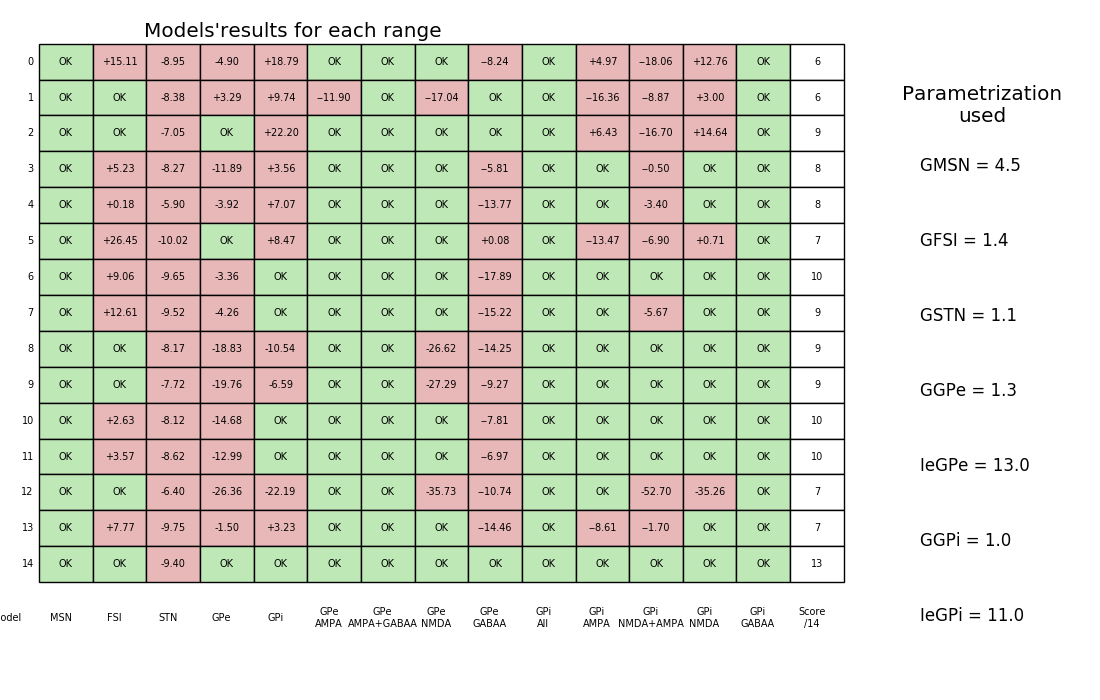 Models'results for each range
0 OK +15.11 -8.95 -4.90 +18.79 OK OK OK −8.24 OK +4.97 −18.06 +12.76 OK 6
1 OK OK -8.38 +3.29 +9.74 −11.90 OK −17.04 OK OK −16.36 −8.87 +3.00 OK 6
2 OK OK -7.05 OK +22.20 OK OK OK OK OK +6.43 −16.70 +14.64 OK 9
3 OK +5.23 -8.27 -11.89 +3.56 OK OK OK −5.81 OK OK −0.50 OK OK 8
4 OK +0.18 -5.90 -3.92 +7.07 OK OK OK −13.77 OK OK -3.40 OK OK 8
5 OK +26.45 -10.02 OK +8.47 OK OK OK +0.08 OK −13.47 −6.90 +0.71 OK 7
6 OK +9.06 -9.65 -3.36 OK OK OK OK −17.89 OK OK OK OK OK 10
7 OK +12.61 -9.52 -4.26 OK OK OK OK −15.22 OK OK -5.67 OK OK 9
8 OK OK -8.17 -18.83 -10.54 OK OK -26.62 −14.25 OK OK OK OK OK 9
9 OK OK -7.72 -19.76 -6.59 OK OK -27.29 −9.27 OK OK OK OK OK 9
10 OK +2.63 -8.12 -14.68 OK OK OK OK −7.81 OK OK OK OK OK 10
11 OK +3.57 -8.62 -12.99 OK OK OK OK −6.97 OK OK OK OK OK 10
12 OK OK -6.40 -26.36 -22.19 OK OK -35.73 −10.74 OK OK -52.70 -35.26 OK 7
13 OK +7.77 -9.75 -1.50 +3.23 OK OK OK −14.46 OK −8.61 −1.70 OK OK 7
14 OK OK -9.40 OK OK OK OK OK OK OK OK OK OK OK 13
odel MSN FSI STN GPe GPi GPe AMPA GPe AMPA+GABAA GPe NMDA GPe GABAA GPi All GPi AMPA GPi NMDA+AMPA GPi NMDA GPi GABAA Score /14
Parametrization
used
GMSN = 4.5
GFSI = 1.4
GSTN = 1.1
GGPe = 1.3
IeGPe = 13.0
GGPi = 1.0
IeGPi = 11.0